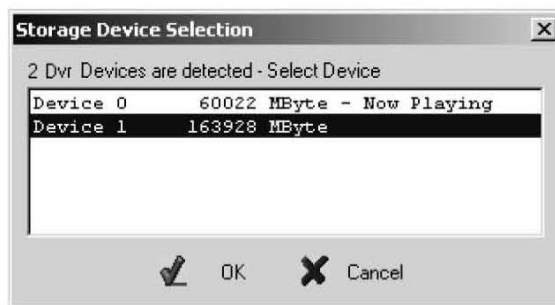 Storage Device Selection
2 Dvr Devices are detected - Select Device
Device 0 60022 MByte - Now Playing
Device 1 163928 MByte
OK Cancel